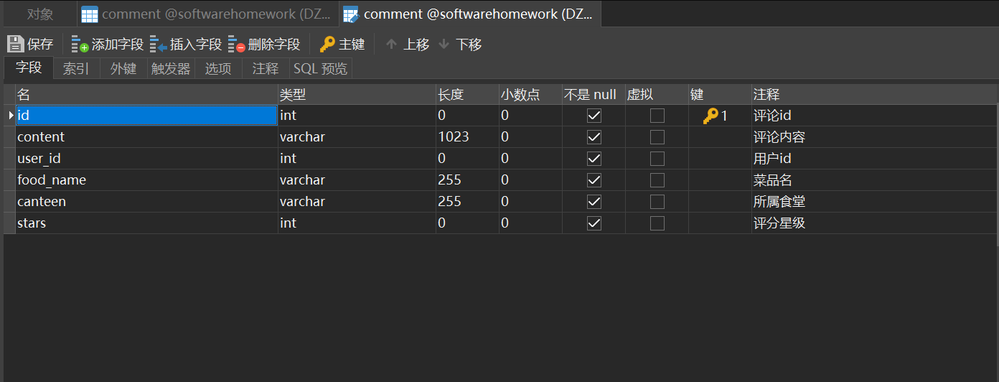 对象 comment @softwarehomework (DZ... comment @softwarehomework (DZ...
保存 添加字段 插入字段 删除字段 主键 上移 下移
字段 索引 外键 触发器 选项 注释 SQL 预览
名 类型 长度 小数点 不是 null 虚拟 键 注释
id int 0 0 1 评论id
content varchar 1023 0 评论内容
user_id int 0 0 用户id
food_name varchar 255 0 菜品名
canteen varchar 255 0 所属食堂
stars int 0 0 评分星级